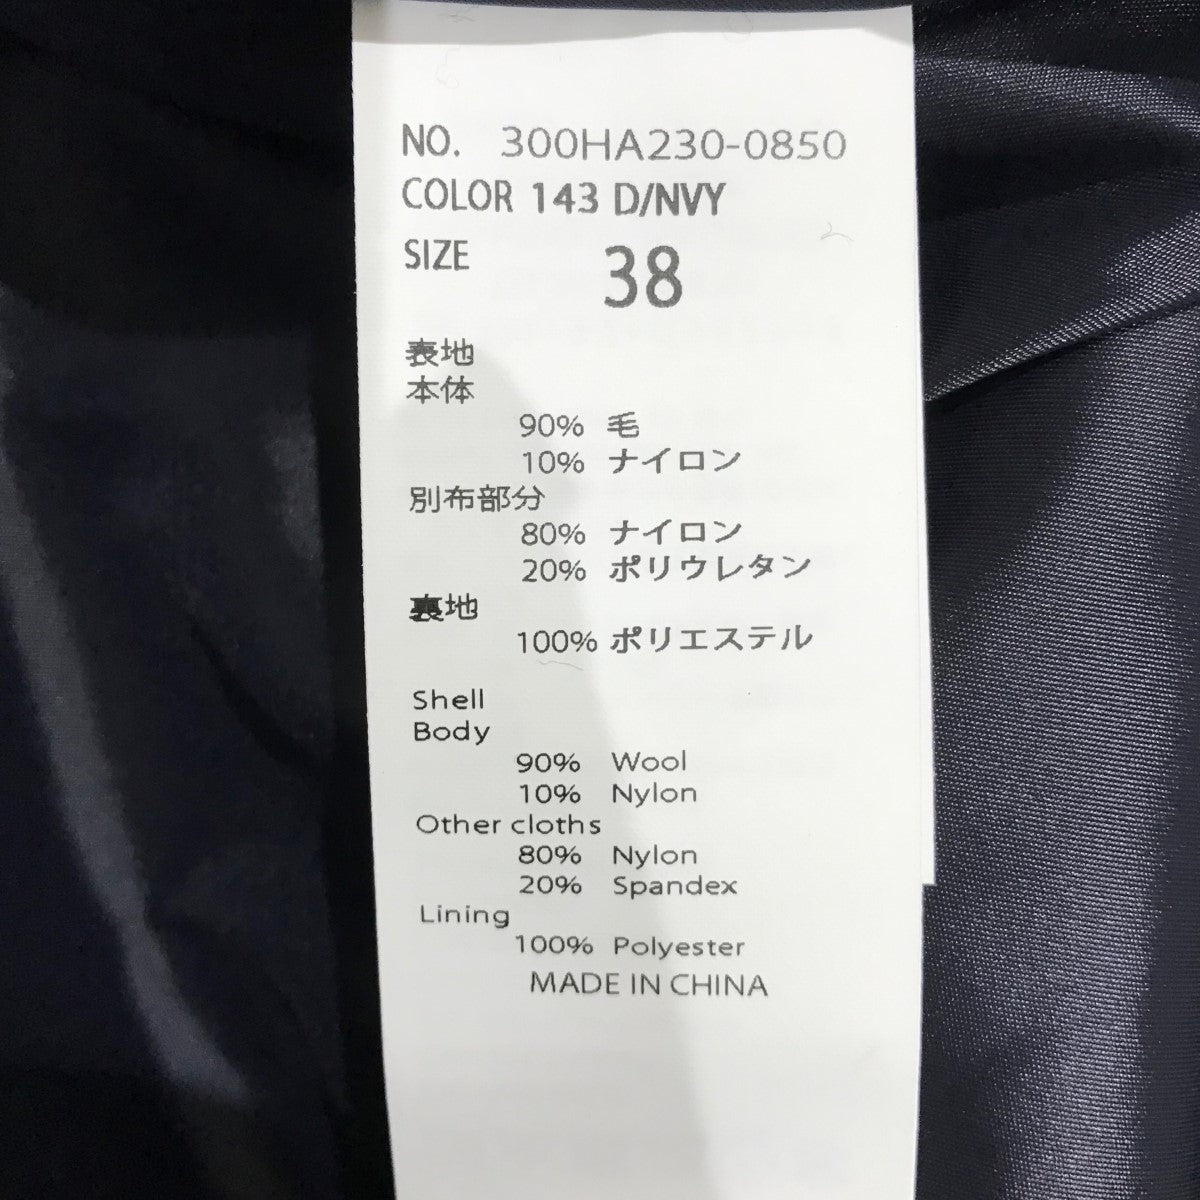 NO. 300HA230-0850
COLOR 143 D/NVY
SIZE 38
表地
本体
90% 毛
10% ナイロン
別布部分
80% ナイロン
20% ポリウレタン
裏地
100% ポリエステル
Shell
Body
90% Wool
10% Nylon
Other cloths
80% Nylon
20% Spandex
Lining
100% Polyester
MADE IN CHINA